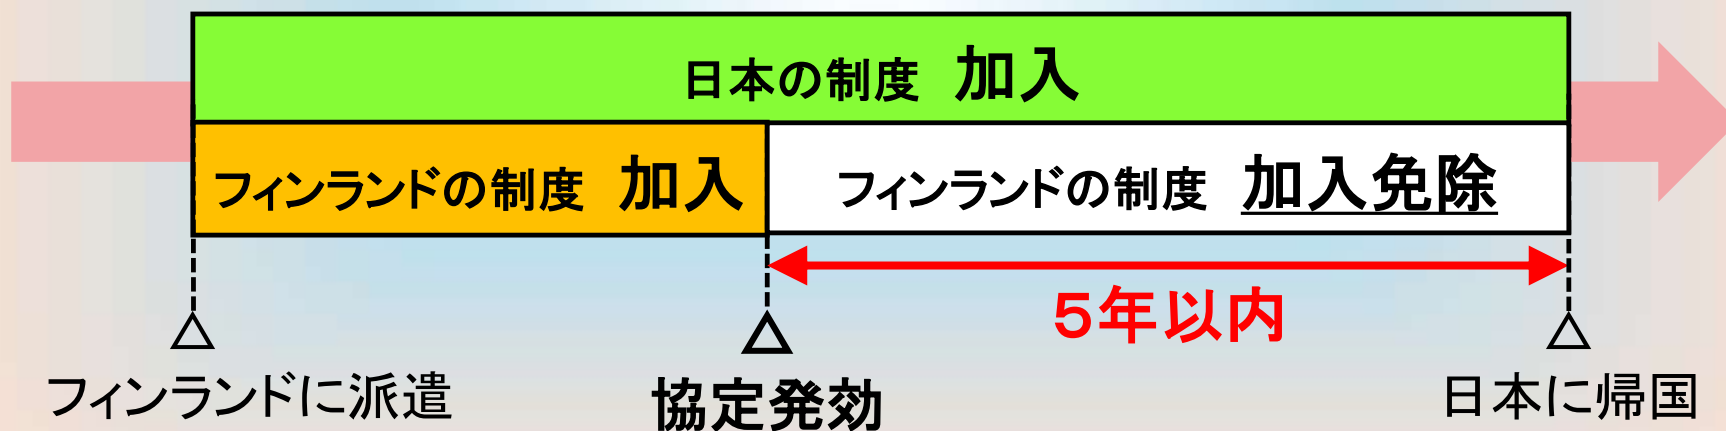 日本の制度　加入
フィンランドの制度　加入
フィンランドの制度　加入免除
５年以内
フィンランドに派遣
協定発効
日本に帰国